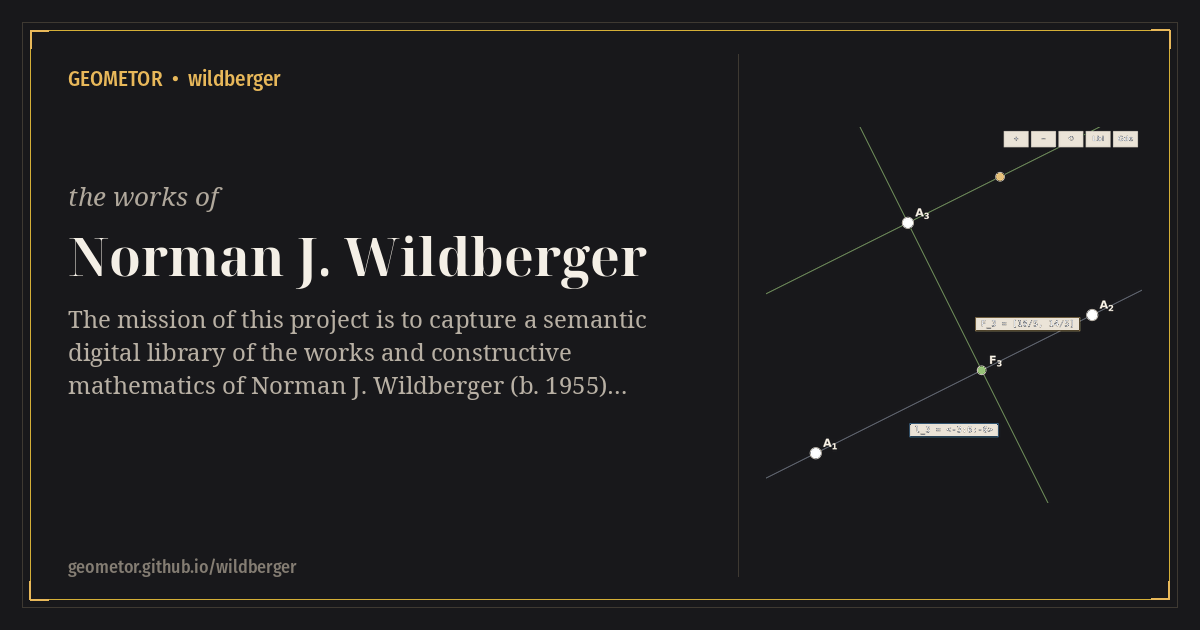 GEOMETOR • wildberger
the works of
Norman J. Wildberger
The mission of this project is to capture a semantic
digital library of the works and constructive
mathematics of Norman J. Wildberger (b. 1955)...
geometor.github.io/wildberger
A₃
A₂
F₃
A₁